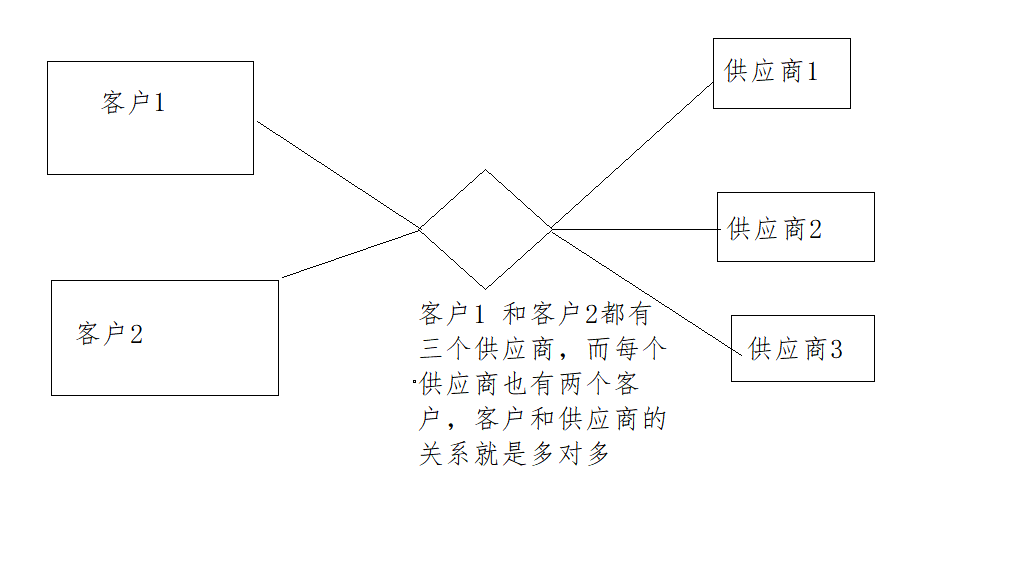 客户1
供应商1
供应商2
客户2
客户1 和客户2都有
三个供应商，而每个
供应商也有两个客
户，客户和供应商的
关系就是多对多
供应商3